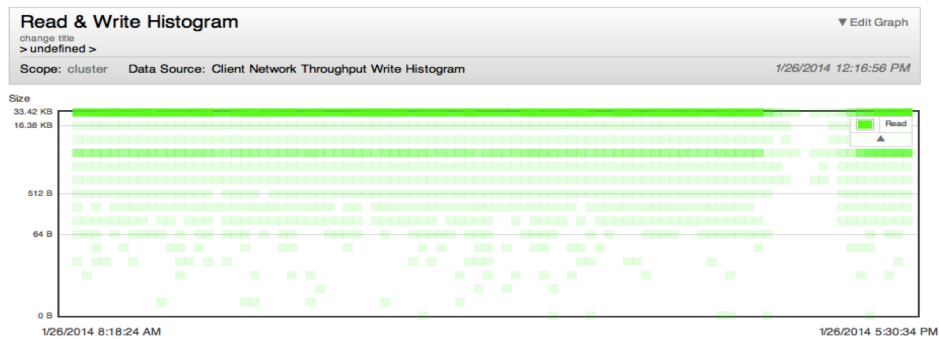 Read & Write Histogram
▼ Edit Graph
change title
> undefined >
Scope: cluster Data Source: Client Network Throughput Write Histogram
1/26/2014 12:16:56 PM
Size
33.42 KB
16.38 KB
Read
512 B
64 B
0 B
1/26/2014 8:18:24 AM
1/26/2014 5:30:34 PM